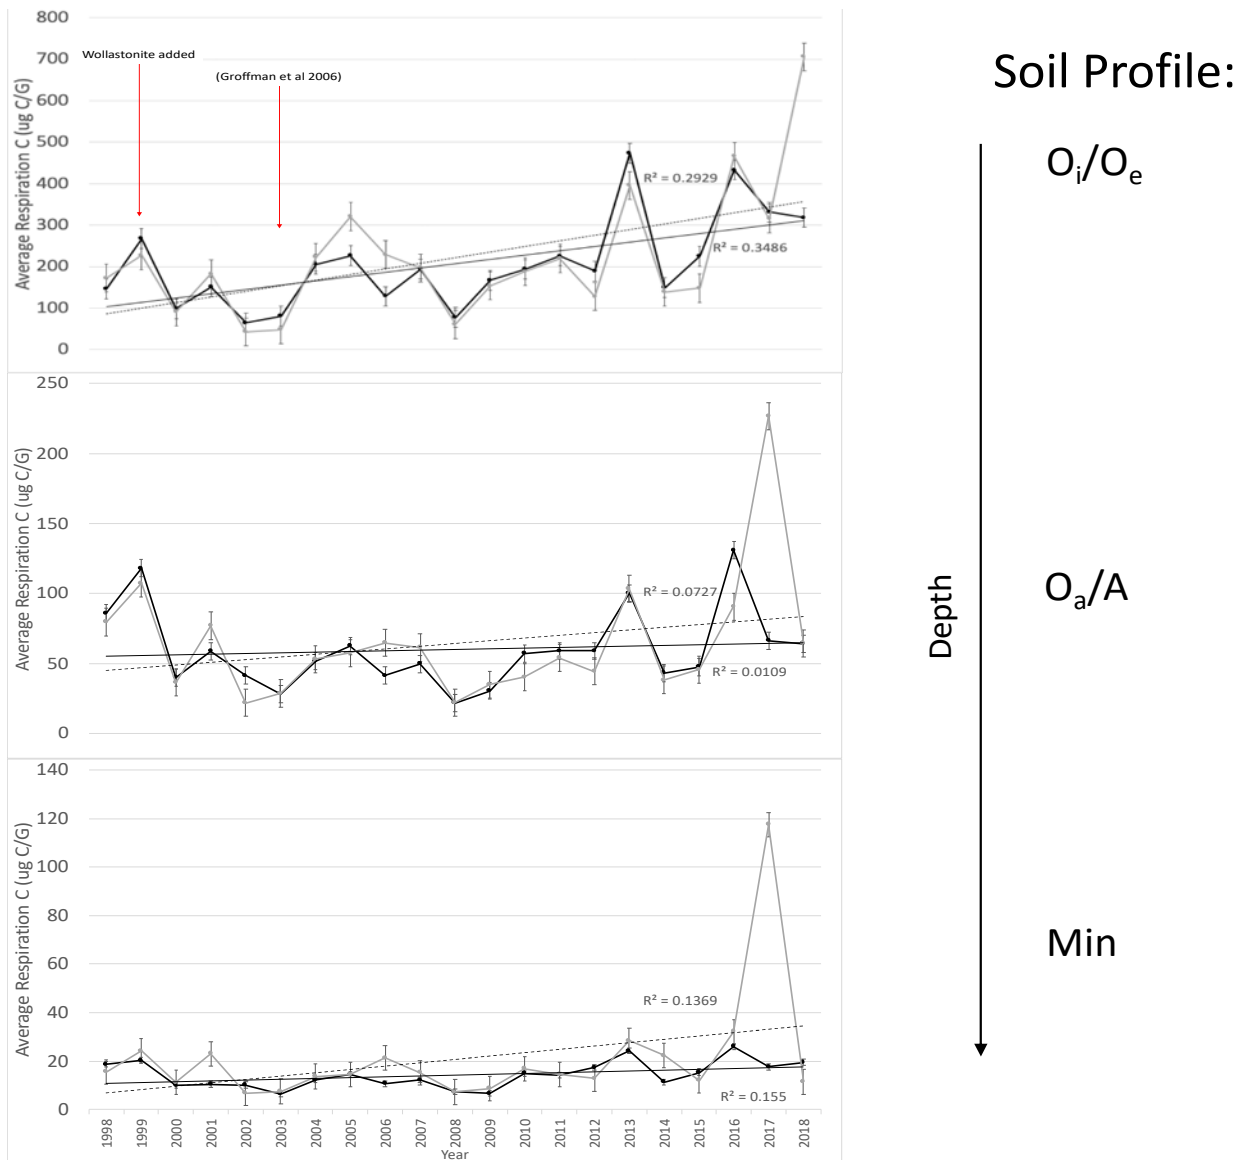 800
700
600
500
400
300
200
100
0
Average Respiration C (ug C/G)
Wollastonite added
(Groffman et al 2006)
R² = 0.2929
R² = 0.3486
250
200
150
100
50
0
Average Respiration C (ug C/G)
R² = 0.0727
R² = 0.0109
140
120
100
80
60
40
20
0
Average Respiration C (ug C/G)
R² = 0.1369
R² = 0.155
1998 1999 2000 2001 2002 2003 2004 2005 2006 2007 2008 2009 2010 2011 2012 2013 2014 2015 2016 2017 2018
Year
Soil Profile:
Oi/Oe
Depth
Oa/A
Min